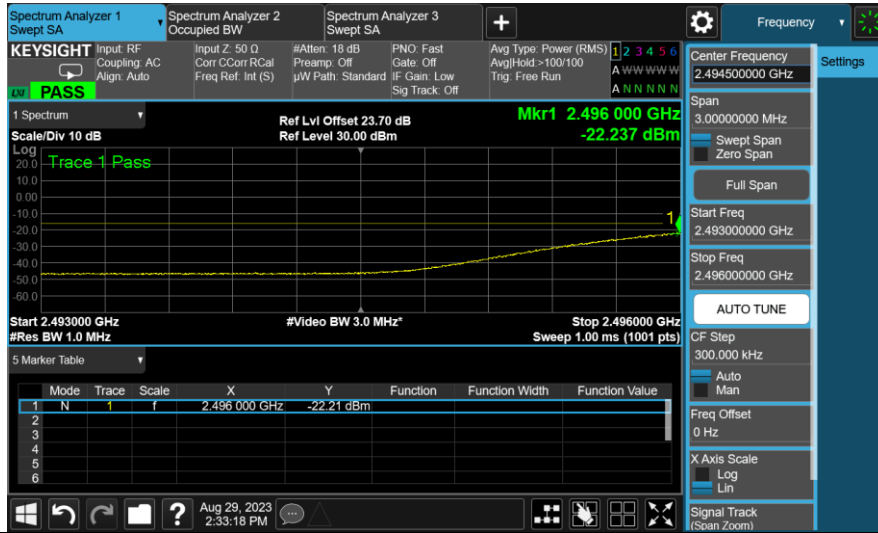 Spectrum Analyzer 1
Swept SA
Spectrum Analyzer 2
Occupied BW
Spectrum Analyzer 3
Swept SA
Frequency
KEYSIGHT
Input: RF
Coupling: AC
Align: Auto
Input Z: 50 Ω
Corr CCorr RCal
Freq Ref: Int (S)
#Atten: 18 dB
Preamp: Off
µW Path: Standard
PNO: Fast
Gate: Off
IF Gain: Low
Sig Track: Off
Avg Type: Power (RMS)
Avg|Hold:>100/100
Trig: Free Run
1 2 3 4 5 6
A W W W W W
A N N N N N
LXI PASS
1 Spectrum
Scale/Div 10 dB
Ref Lvl Offset 23.70 dB
Ref Level 30.00 dBm
Mkr1 2.496 000 GHz
-22.237 dBm
Log
Trace 1 Pass
20.0
10.0
0.00
-10.0
-20.0
-30.0
-40.0
-50.0
-60.0
1
Start 2.493000 GHz
#Res BW 1.0 MHz
#Video BW 3.0 MHz*
Stop 2.496000 GHz
Sweep 1.00 ms (1001 pts)
5 Marker Table
Mode Trace Scale X Y Function Function Width Function Value
1 N 1 f 2.496 000 GHz -22.21 dBm
2
3
4
5
6
Aug 29, 2023
2:33:18 PM
Settings
Center Frequency
2.494500000 GHz
Span
3.00000000 MHz
Swept Span
Zero Span
Full Span
Start Freq
2.493000000 GHz
Stop Freq
2.496000000 GHz
AUTO TUNE
CF Step
300.000 kHz
Auto
Man
Freq Offset
0 Hz
X Axis Scale
Log
Lin
Signal Track
(Span Zoom)